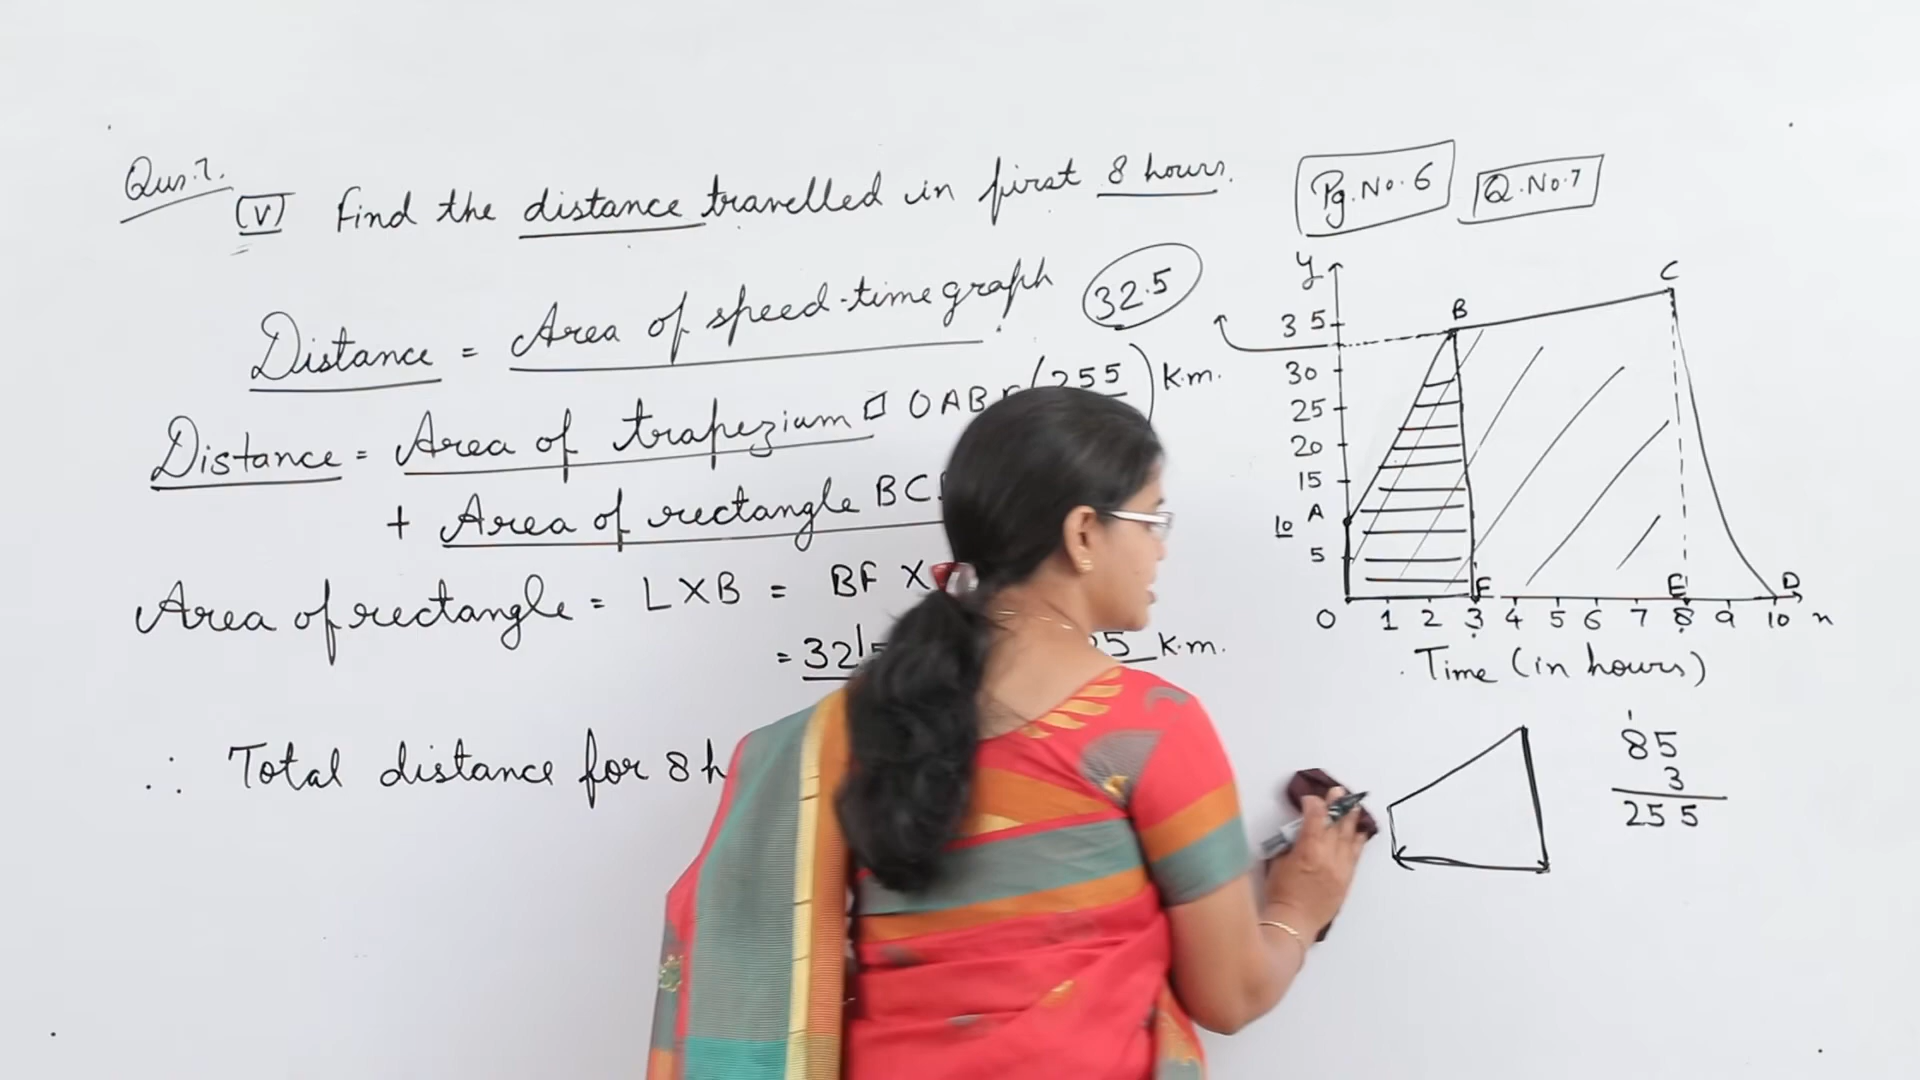 Qus.7.
(V) Find the distance travelled in first 8 hours.
Pg.No.6
Q.No.7
Distance = Area of speed-time graph
32.5
Distance = Area of trapezium □ OAB (255 k.m.
+ Area of rectangle BC
Area of rectangle = L X B = BF X
= 32.5 k.m.
∴ Total distance for 8 h
y
C
B
35
30
25
20
15
A
10
5
F E D
0 1 2 3 4 5 6 7 8 9 10 x
Time (in hours)
1
85
3
255